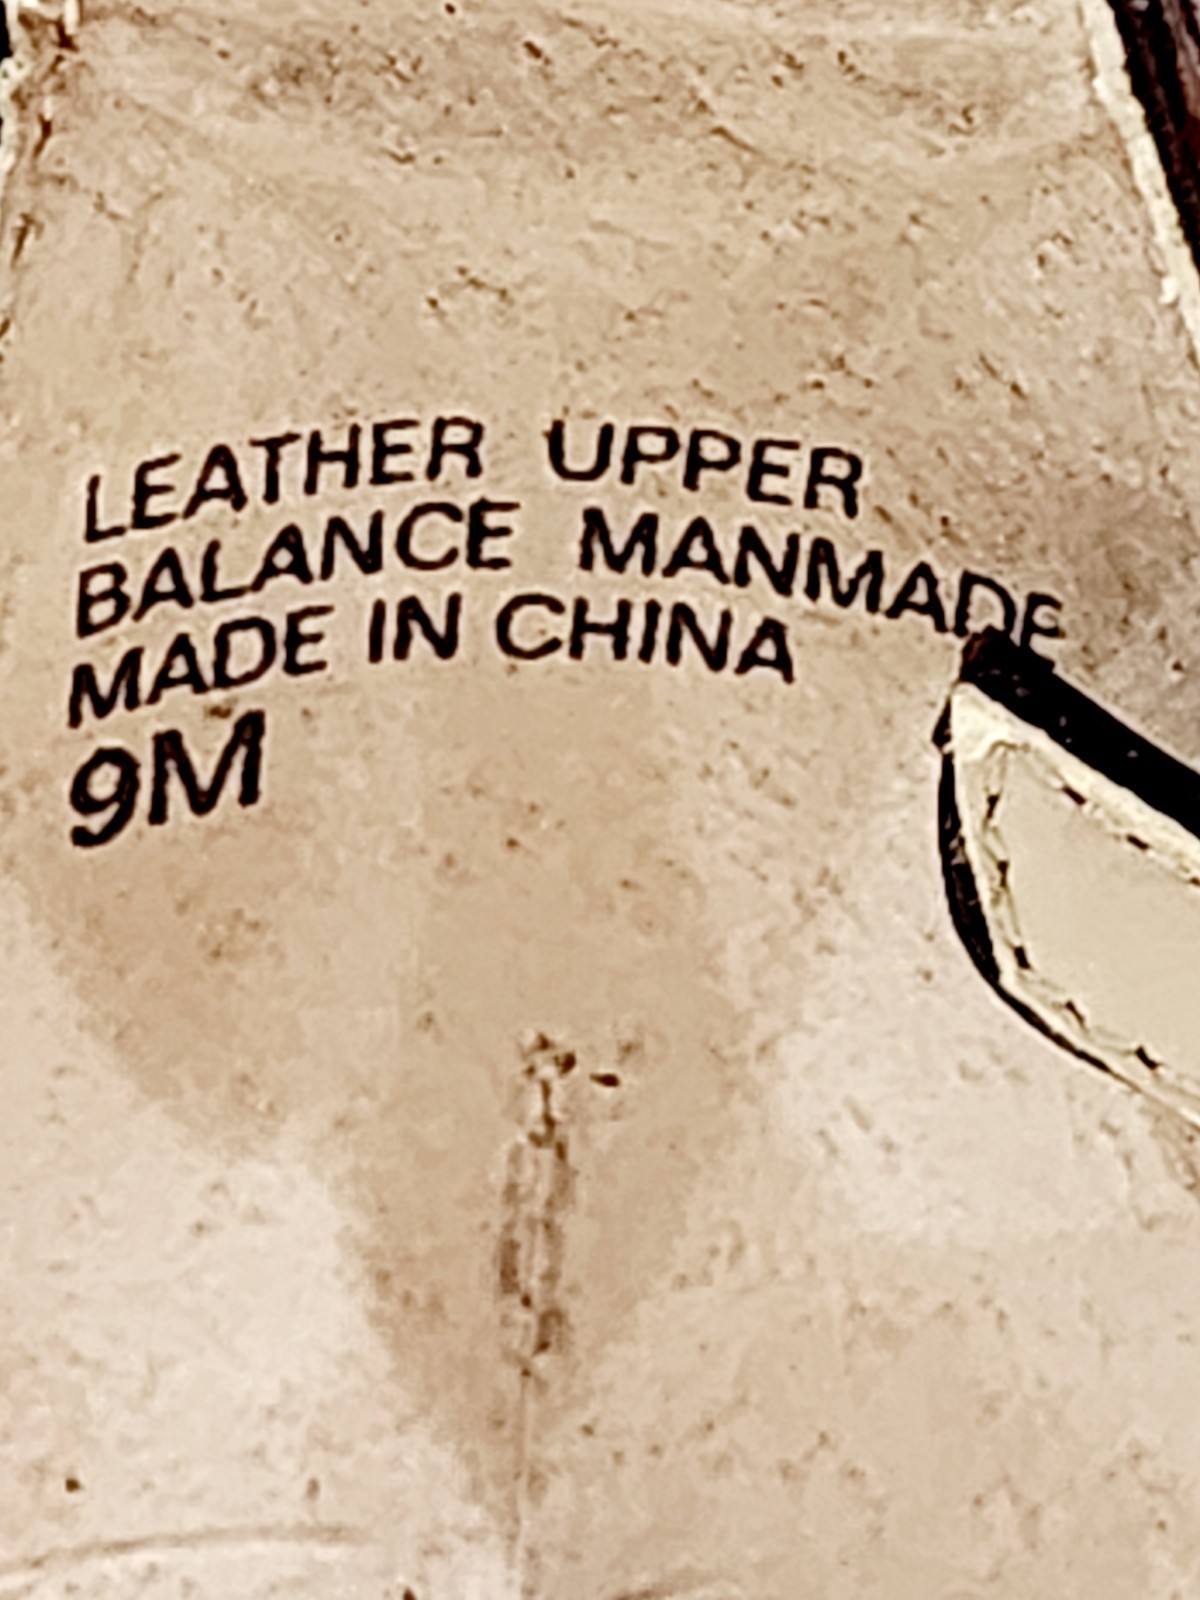 LEATHER UPPER
BALANCE MANMADE
MADE IN CHINA
9M